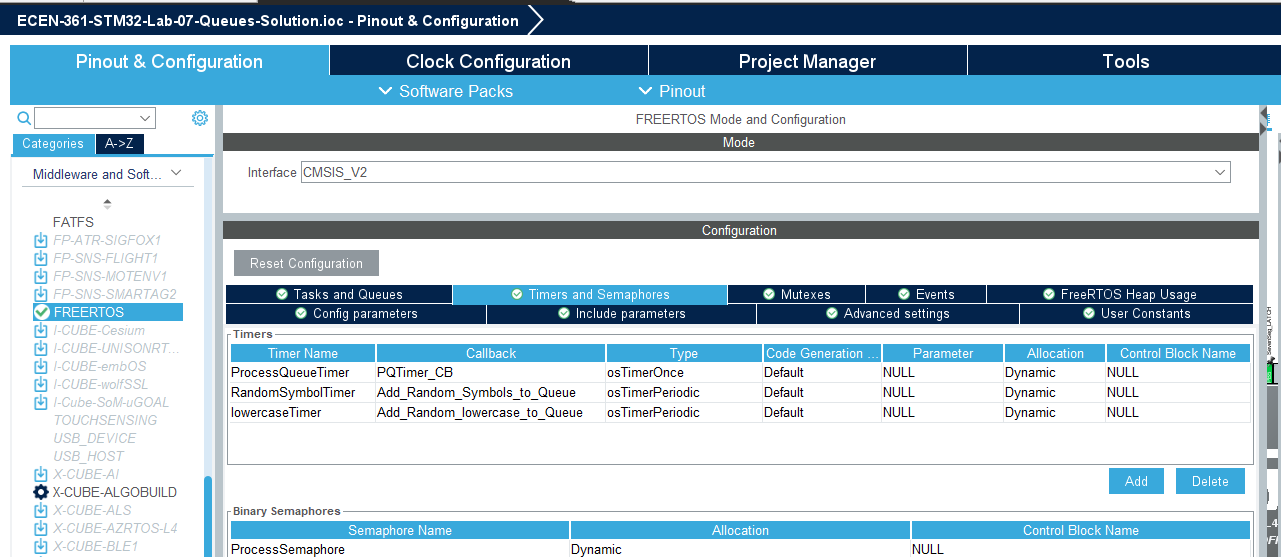 ECEN-361-STM32-Lab-07-Queues-Solution.ioc - Pinout & Configuration
Pinout & Configuration Clock Configuration Project Manager Tools
Software Packs Pinout
FREERTOS Mode and Configuration
Categories A->Z
Mode
Middleware and Soft...
Interface CMSIS_V2
FATFS
FP-ATR-SIGFOX1
FP-SNS-FLIGHT1
FP-SNS-MOTENV1
FP-SNS-SMARTAG2
FREERTOS
I-CUBE-Cesium
I-CUBE-UNISONRT...
I-CUBE-embOS
I-CUBE-wolfSSL
I-Cube-SoM-uGOAL
TOUCHSENSING
USB_DEVICE
USB_HOST
X-CUBE-AI
X-CUBE-ALGOBUILD
X-CUBE-ALS
X-CUBE-AZRTOS-L4
X-CUBE-BLE1
Configuration
Reset Configuration
Tasks and Queues Timers and Semaphores Mutexes Events FreeRTOS Heap Usage
Config parameters Include parameters Advanced settings User Constants
Timers
Timer Name Callback Type Code Generation ... Parameter Allocation Control Block Name
ProcessQueueTimer PQTimer_CB osTimerOnce Default NULL Dynamic NULL
RandomSymbolTimer Add_Random_Symbols_to_Queue osTimerPeriodic Default NULL Dynamic NULL
lowercaseTimer Add_Random_lowercase_to_Queue osTimerPeriodic Default NULL Dynamic NULL
Add Delete
Binary Semaphores
Semaphore Name Allocation Control Block Name
ProcessSemaphore Dynamic NULL
SevenSeg_LATCH